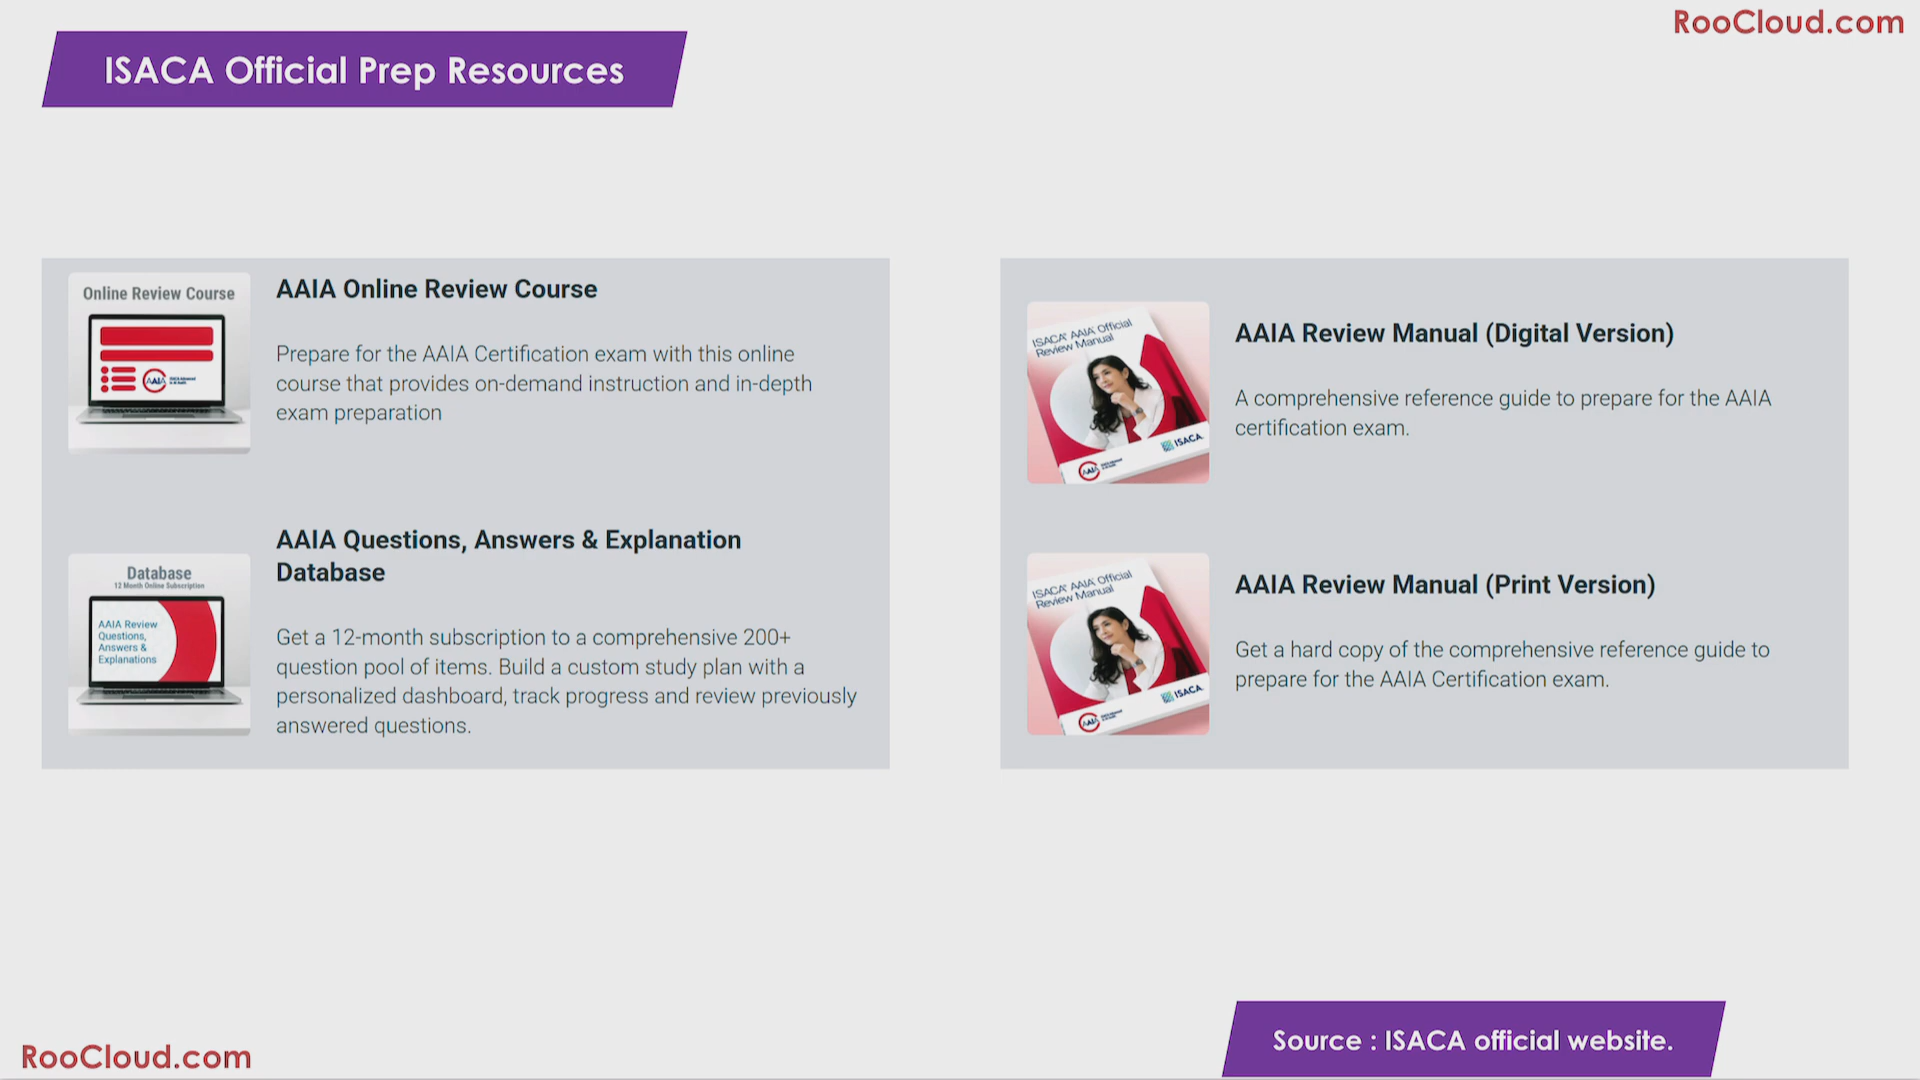 RooCloud.com
ISACA Official Prep Resources
Online Review Course
AAIA
AAIA Online Review Course
Prepare for the AAIA Certification exam with this online
course that provides on-demand instruction and in-depth
exam preparation
Database
12 Month Online Subscription
AAIA Review
Questions,
Answers &
Explanations
AAIA Questions, Answers & Explanation
Database
Get a 12-month subscription to a comprehensive 200+
question pool of items. Build a custom study plan with a
personalized dashboard, track progress and review previously
answered questions.
ISACA® AAIA® Official
Review Manual
AAIA
ISACA
AAIA Review Manual (Digital Version)
A comprehensive reference guide to prepare for the AAIA
certification exam.
ISACA® AAIA® Official
Review Manual
AAIA
ISACA
AAIA Review Manual (Print Version)
Get a hard copy of the comprehensive reference guide to
prepare for the AAIA Certification exam.
RooCloud.com
Source : ISACA official website.